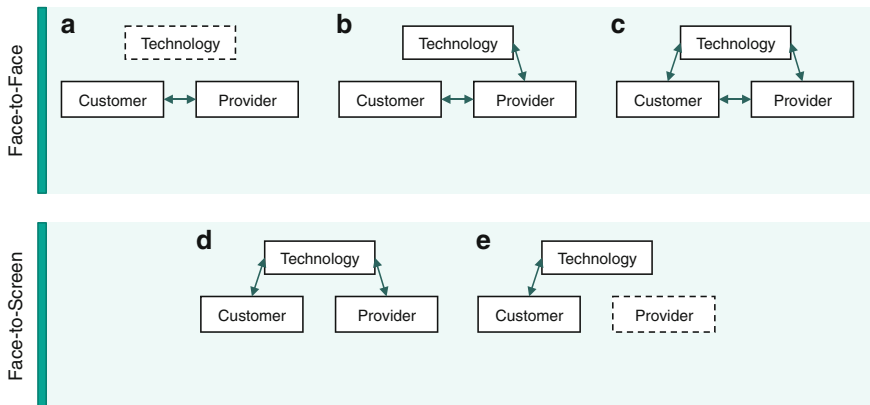 Face-to-Face
a
Technology
Customer
Provider
b
Technology
Customer
Provider
c
Technology
Customer
Provider
Face-to-Screen
d
Technology
Customer
Provider
e
Technology
Customer
Provider